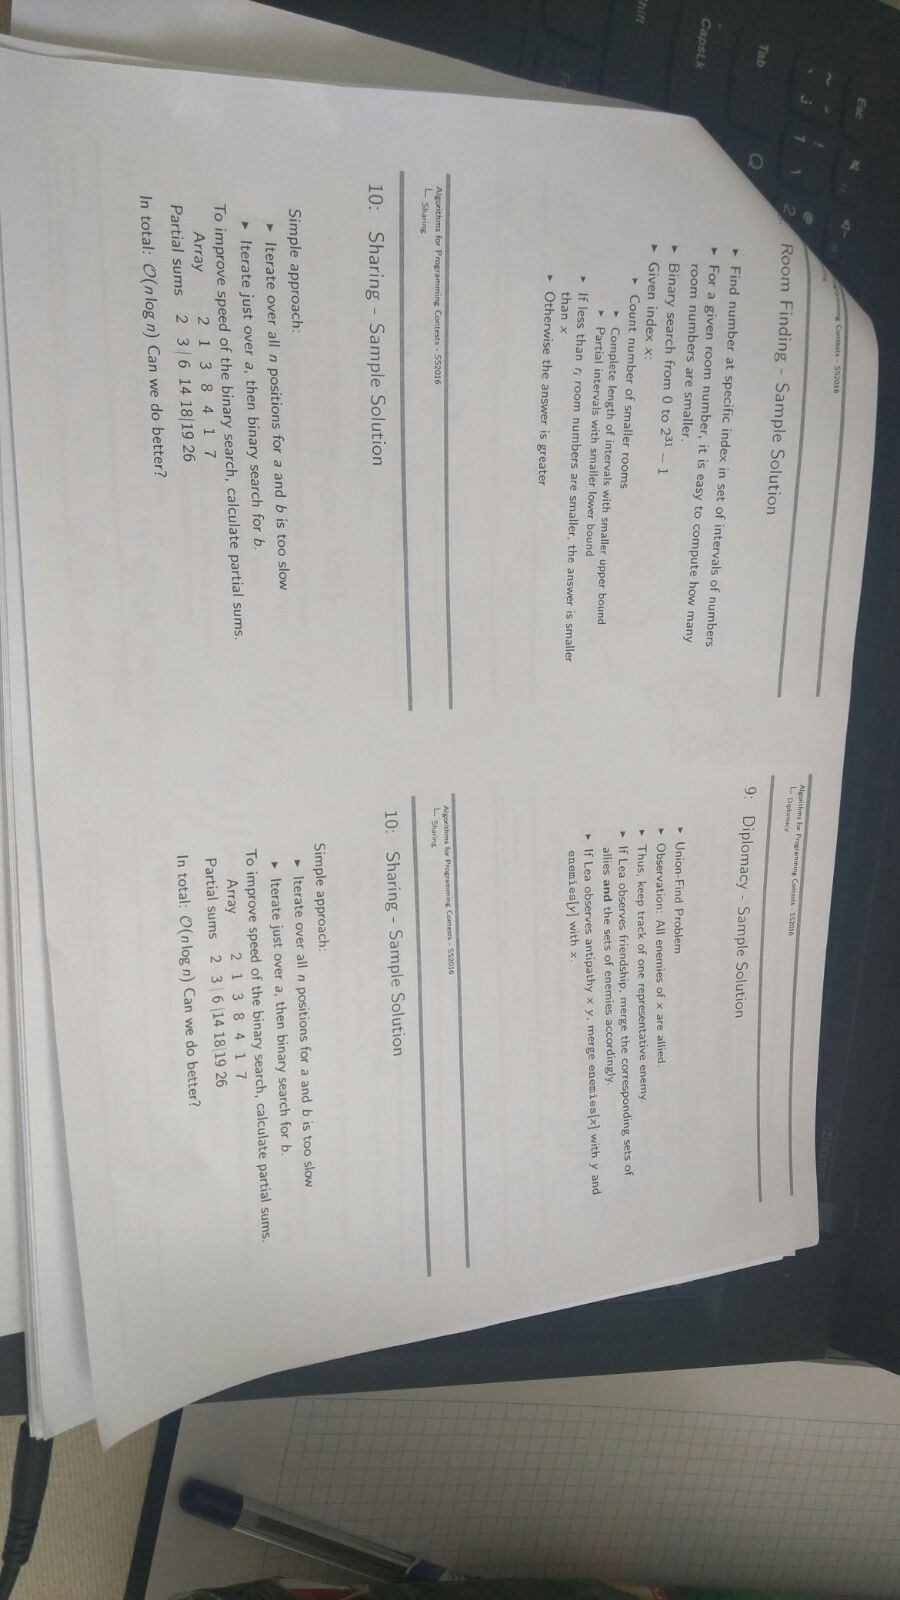 ramming Contests - SS2016
Room Finding - Sample Solution
► Find number at specific index in set of intervals of numbers
► For a given room number, it is easy to compute how many
room numbers are smaller.
► Binary search from 0 to 2³¹ − 1
► Given index x:
► Count number of smaller rooms
► Complete length of intervals with smaller upper bound
► Partial intervals with smaller lower bound
► If less than rᵢ room numbers are smaller, the answer is smaller
than x
► Otherwise the answer is greater
Algorithms for Programming Contests - SS2016
Diplomacy
9: Diplomacy - Sample Solution
► Union-Find Problem
► Observation: All enemies of x are allied.
► Thus, keep track of one representative enemy.
► If Lea observes friendship, merge the corresponding sets of
allies and the sets of enemies accordingly.
► If Lea observes antipathy x y, merge enemies[x] with y and
enemies[y] with x.
Algorithms for Programming Contests - SS2016
Sharing
10: Sharing - Sample Solution
Simple approach:
► Iterate over all n positions for a and b is too slow
► Iterate just over a, then binary search for b.
To improve speed of the binary search, calculate partial sums.
Array 2 1 3 8 4 1 7
Partial sums 2 3 | 6 14 18|19 26
In total: O(n log n) Can we do better?
Algorithms for Programming Contests - SS2016
Sharing
10: Sharing - Sample Solution
Simple approach:
► Iterate over all n positions for a and b is too slow
► Iterate just over a, then binary search for b.
To improve speed of the binary search, calculate partial sums.
Array 2 1 3 8 4 1 7
Partial sums 2 3 | 6 |14 18|19 26
In total: O(n log n) Can we do better?
Esc
Tab
Q
CapsLk
hift
! 1
@ 2